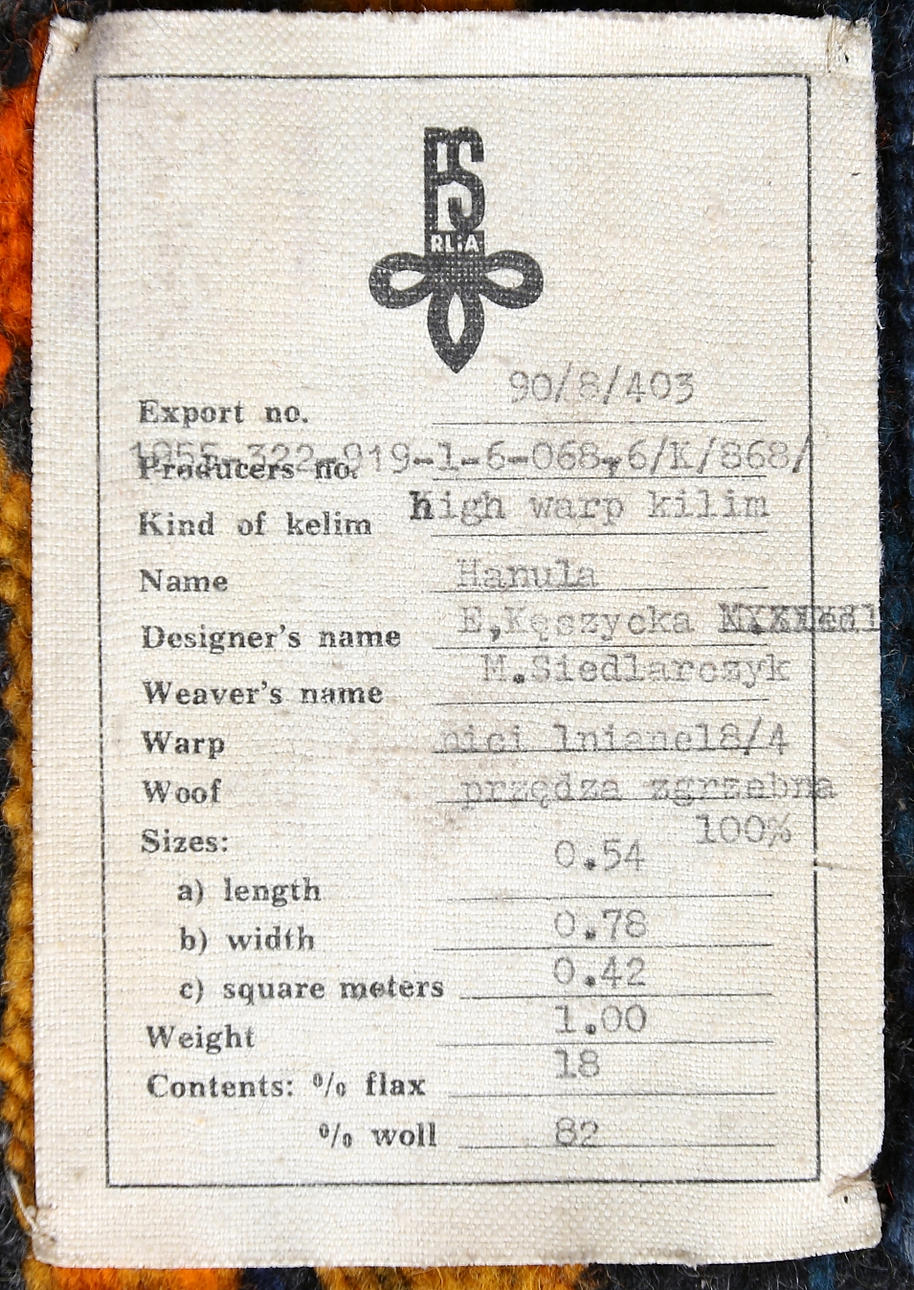 PS
RLiA
Export no. 90/8/403
Producers no. 1955-322-919-1-6-068-6/K/868/
Kind of kelim high warp kilim
Name Hanula
Designer's name E,Kęszycka
Weaver's name M.Siedlarczyk
Warp nici lniane18/4
Woof przędza zgrzebna
100%
Sizes:
a) length 0.54
b) width 0.78
c) square meters 0.42
Weight 1.00
Contents: % flax 18
% woll 82